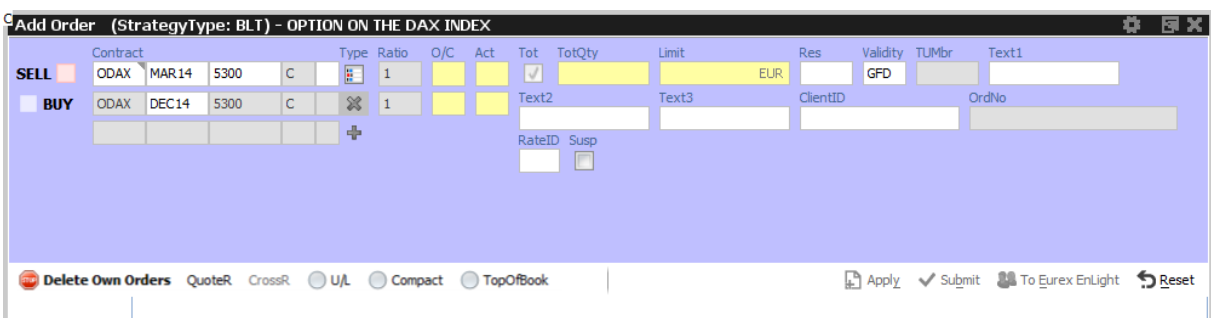 Add Order (StrategyType: BLT) - OPTION ON THE DAX INDEX
Contract Type Ratio O/C Act Tot TotQty Limit Res Validity TUMbr Text1
SELL ODAX MAR14 5300 C 1 EUR GFD
BUY ODAX DEC14 5300 C 1 Text2 Text3 ClientID OrdNo
RateID Susp
STOP Delete Own Orders QuoteR CrossR U/L Compact TopOfBook Apply Submit To Eurex EnLight Reset